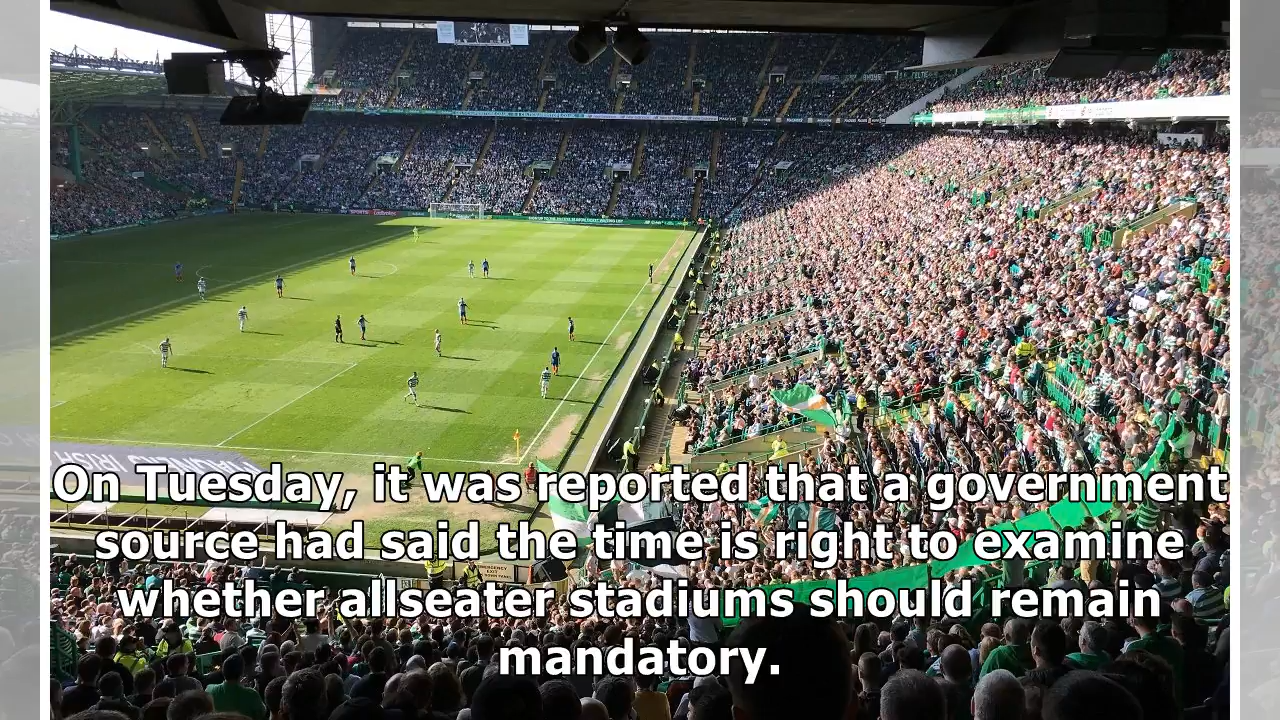 On Tuesday, it was reported that a government
source had said the time is right to examine
whether allseater stadiums should remain
mandatory.